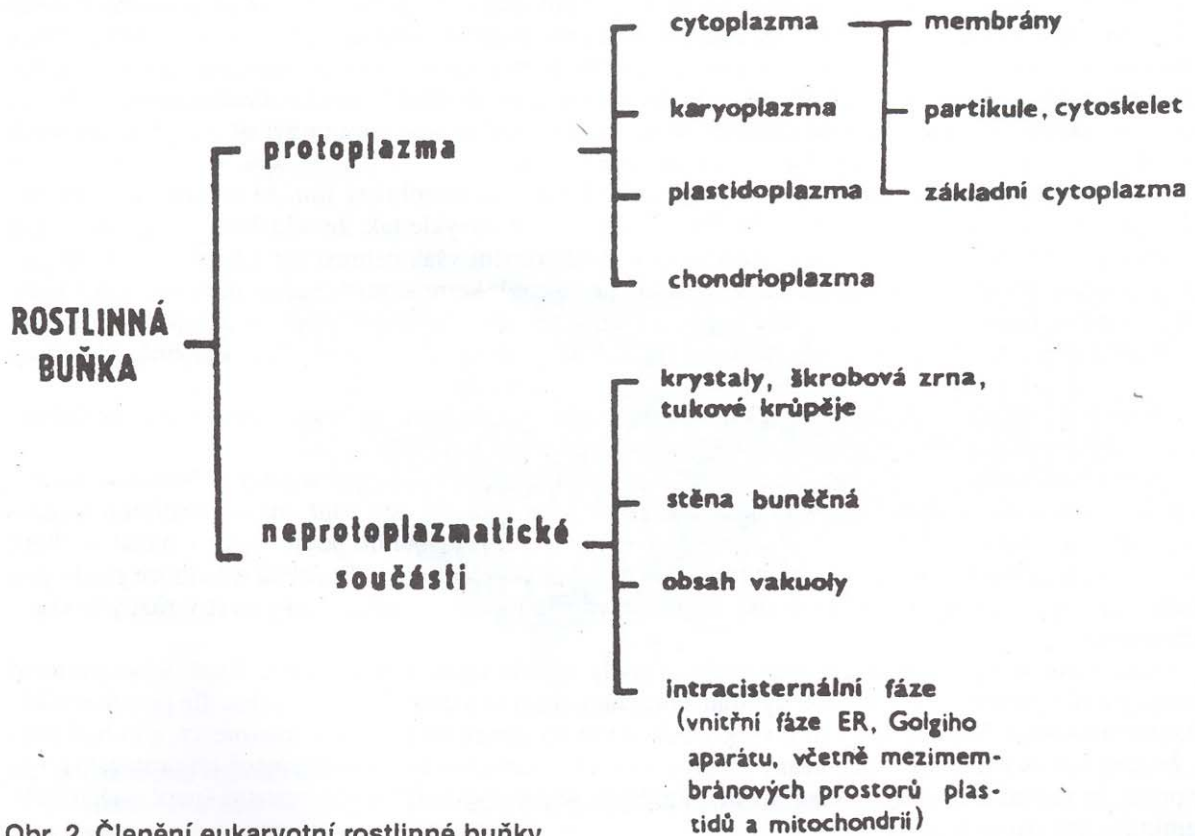 cytoplazma
membrány
karyoplazma
partikule, cytoskelet
protoplazma
plastidoplazma
základní cytoplazma
chondrioplazma
ROSTLINNÁ
BUŇKA
krystaly, škrobová zrna,
tukové krůpěje
stěna buněčná
neprotoplazmatické
součásti
obsah vakuoly
intracisternální fáze
(vnitřní fáze ER, Golgiho
aparátu, včetně mezimem-
bránových prostorů plas-
tidů a mitochondrií)
Obr. 2. Členění eukaryotní rostlinné buňky